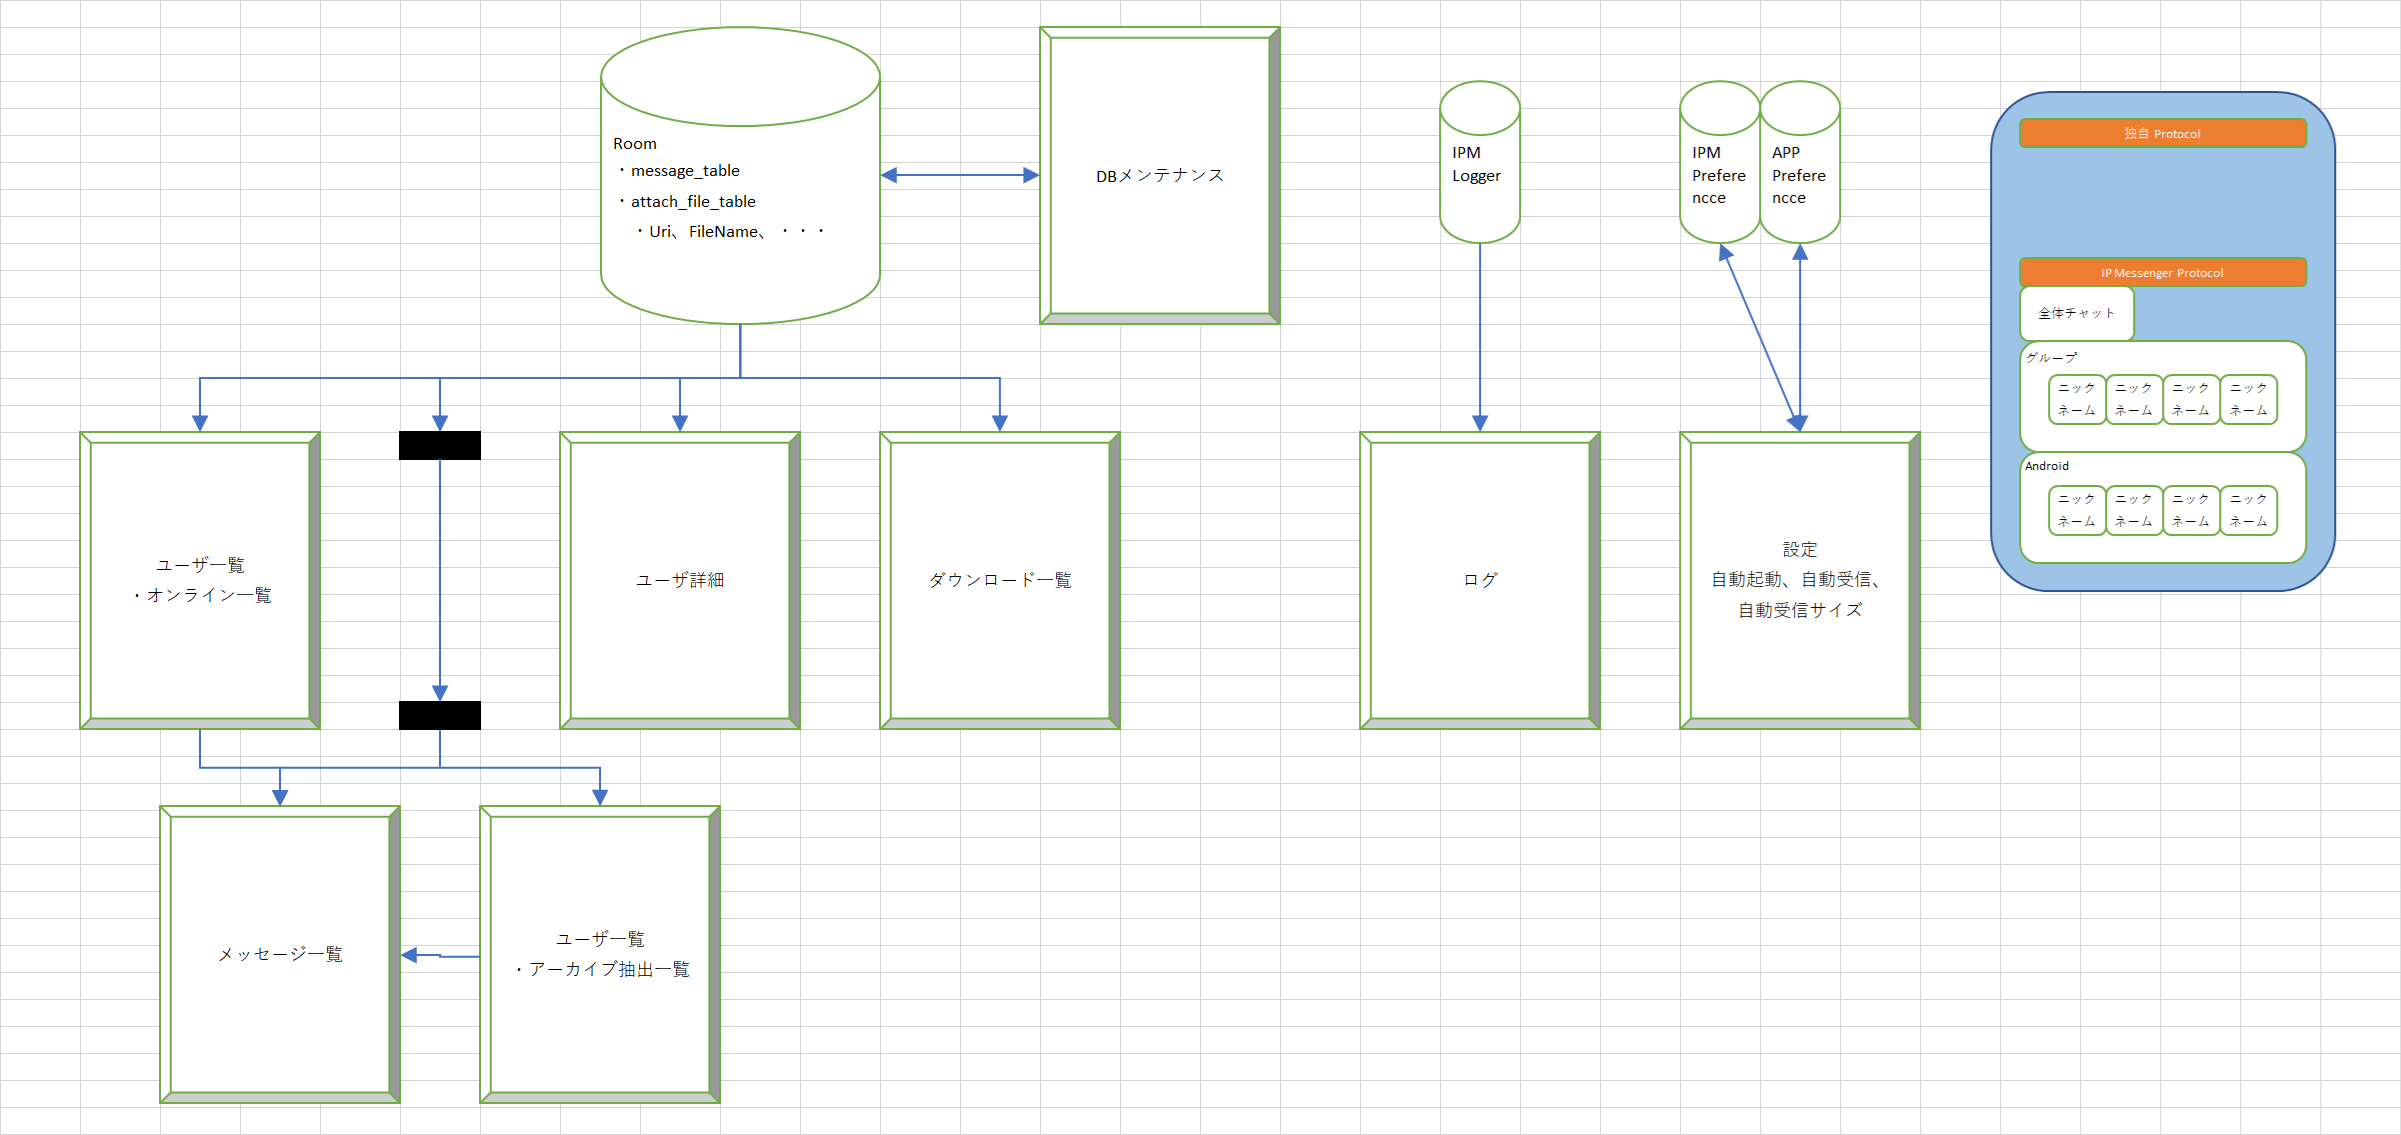 Room
・message_table
・attach_file_table
・Uri、FileName、・・・
DBメンテナンス
IPM
Logger
IPM
Prefere
ncce
APP
Prefere
ncce
独自 Protocol
IP Messenger Protocol
全体チャット
グループ
ニック
ネーム
ニック
ネーム
ニック
ネーム
ニック
ネーム
Android
ニック
ネーム
ニック
ネーム
ニック
ネーム
ニック
ネーム
ユーザ一覧
・オンライン一覧
ユーザ詳細
ダウンロード一覧
ログ
設定
自動起動、自動受信、
自動受信サイズ
メッセージ一覧
ユーザ一覧
・アーカイブ抽出一覧